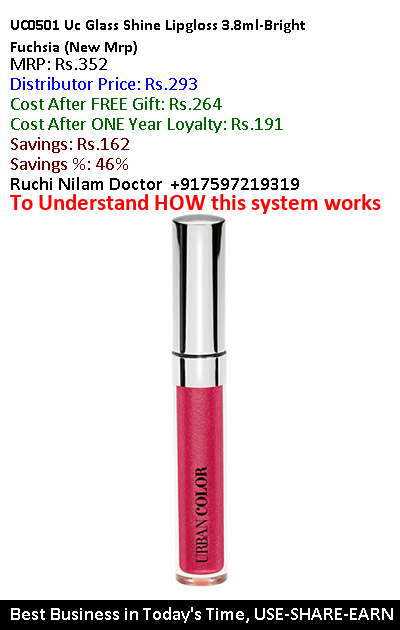 UC0501 Uc Glass Shine Lipgloss 3.8ml-Bright
Fuchsia (New Mrp)
MRP: Rs.352
Distributor Price: Rs.293
Cost After FREE Gift: Rs.264
Cost After ONE Year Loyalty: Rs.191
Savings: Rs.162
Savings %: 46%
Ruchi Nilam Doctor +917597219319
To Understand HOW this system works
URBAN COLOR
Best Business in Today's Time, USE-SHARE-EARN